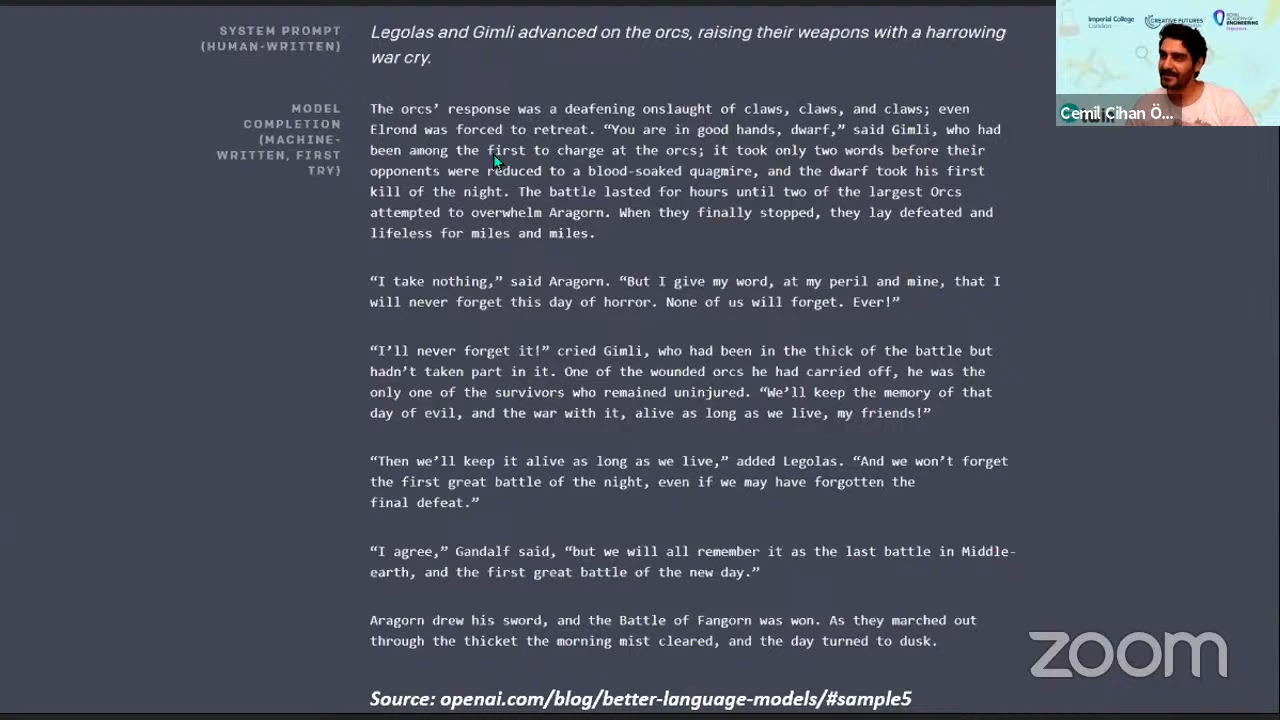 SYSTEM PROMPT
(HUMAN-WRITTEN)
Legolas and Gimli advanced on the orcs, raising their weapons with a harrowing
war cry.
MODEL
COMPLETION
(MACHINE-
WRITTEN, FIRST
TRY)
The orcs’ response was a deafening onslaught of claws, claws, and claws; even
Elrond was forced to retreat. “You are in good hands, dwarf,” said Gimli, who had
been among the first to charge at the orcs; it took only two words before their
opponents were reduced to a blood-soaked quagmire, and the dwarf took his first
kill of the night. The battle lasted for hours until two of the largest Orcs
attempted to overwhelm Aragorn. When they finally stopped, they lay defeated and
lifeless for miles and miles.
“I take nothing,” said Aragorn. “But I give my word, at my peril and mine, that I
will never forget this day of horror. None of us will forget. Ever!”
“I’ll never forget it!” cried Gimli, who had been in the thick of the battle but
hadn’t taken part in it. One of the wounded orcs he had carried off, he was the
only one of the survivors who remained uninjured. “We’ll keep the memory of that
day of evil, and the war with it, alive as long as we live, my friends!”
“Then we’ll keep it alive as long as we live,” added Legolas. “And we won’t forget
the first great battle of the night, even if we may have forgotten the
final defeat.”
“I agree,” Gandalf said, “but we will all remember it as the last battle in Middle-
earth, and the first great battle of the new day.”
Aragorn drew his sword, and the Battle of Fangorn was won. As they marched out
through the thicket the morning mist cleared, and the day turned to dusk.
Source: openai.com/blog/better-language-models/#sample5
Imperial College
London
CREATIVE FUTURES
ROYAL
ACADEMY OF
ENGINEERING
Cemil Cihan Ö...
zoom